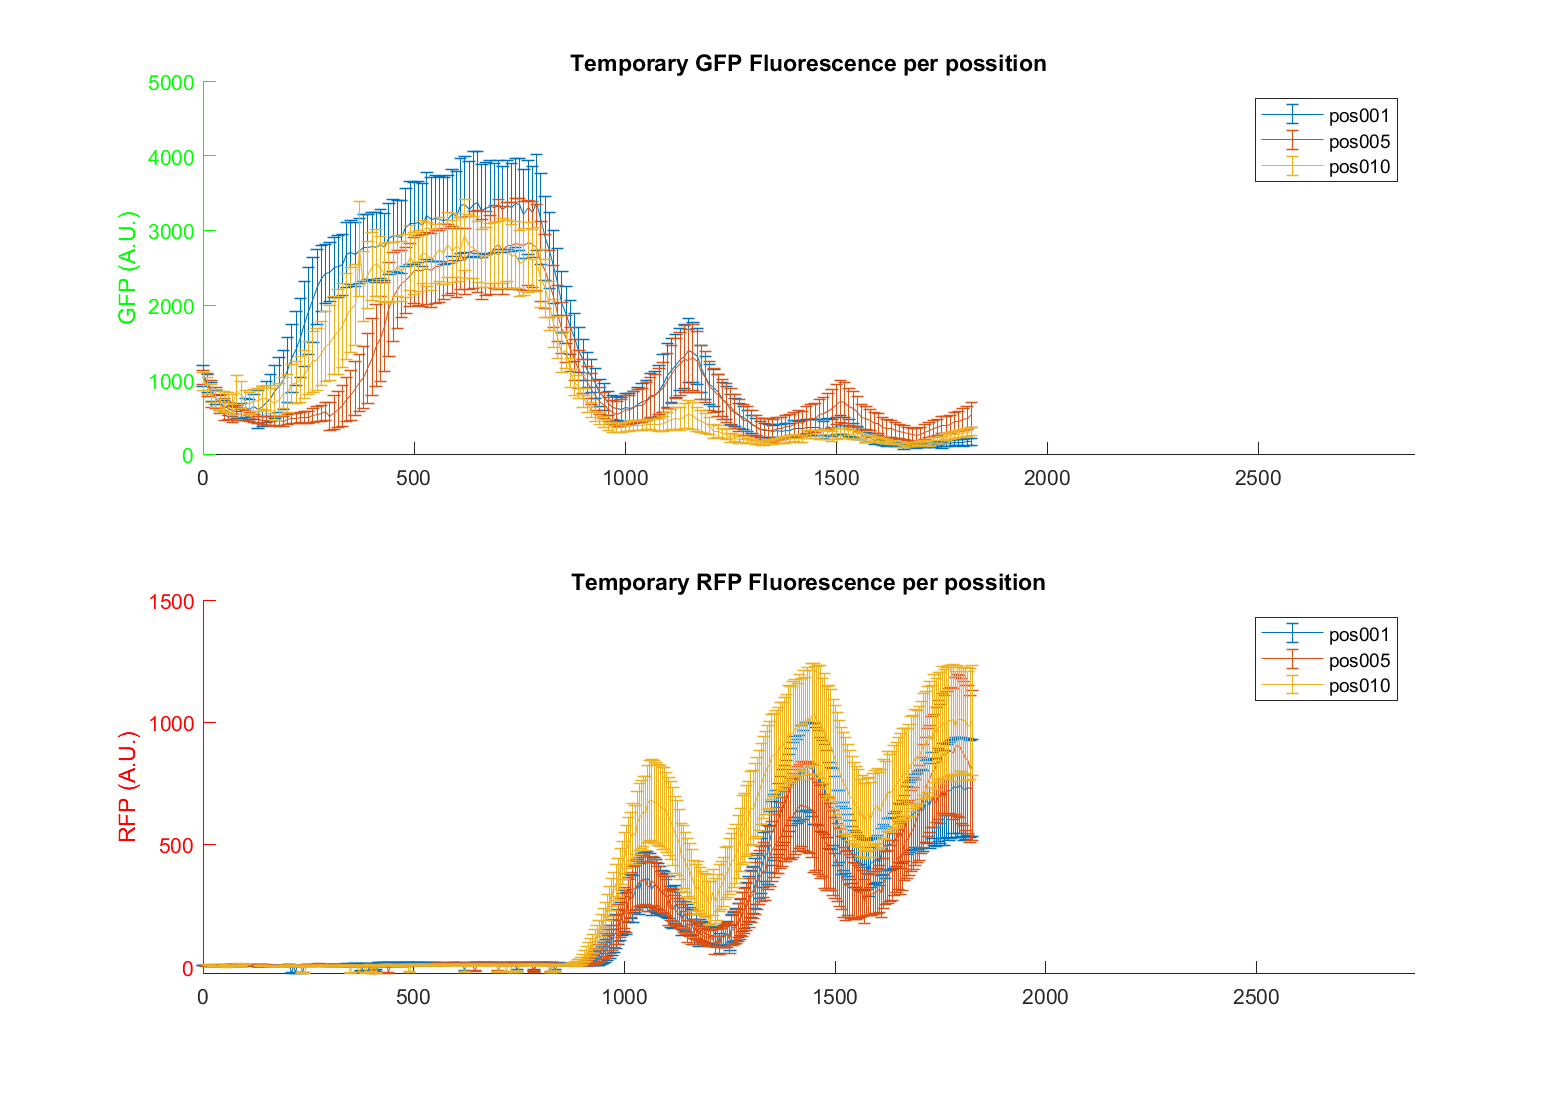 Temporary GFP Fluorescence per possition
5000
4000
3000
2000
1000
0
GFP (A.U.)
0 500 1000 1500 2000 2500
pos001
pos005
pos010
Temporary RFP Fluorescence per possition
1500
1000
500
0
RFP (A.U.)
0 500 1000 1500 2000 2500
pos001
pos005
pos010